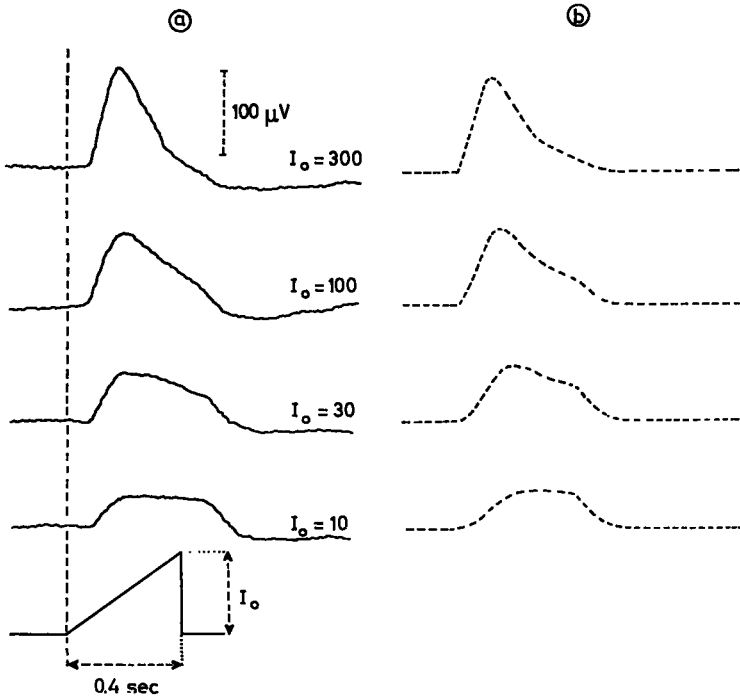 ⓐ
ⓑ
100 μV
I₀ = 300
I₀ = 100
I₀ = 30
I₀ = 10
I₀
0.4 sec